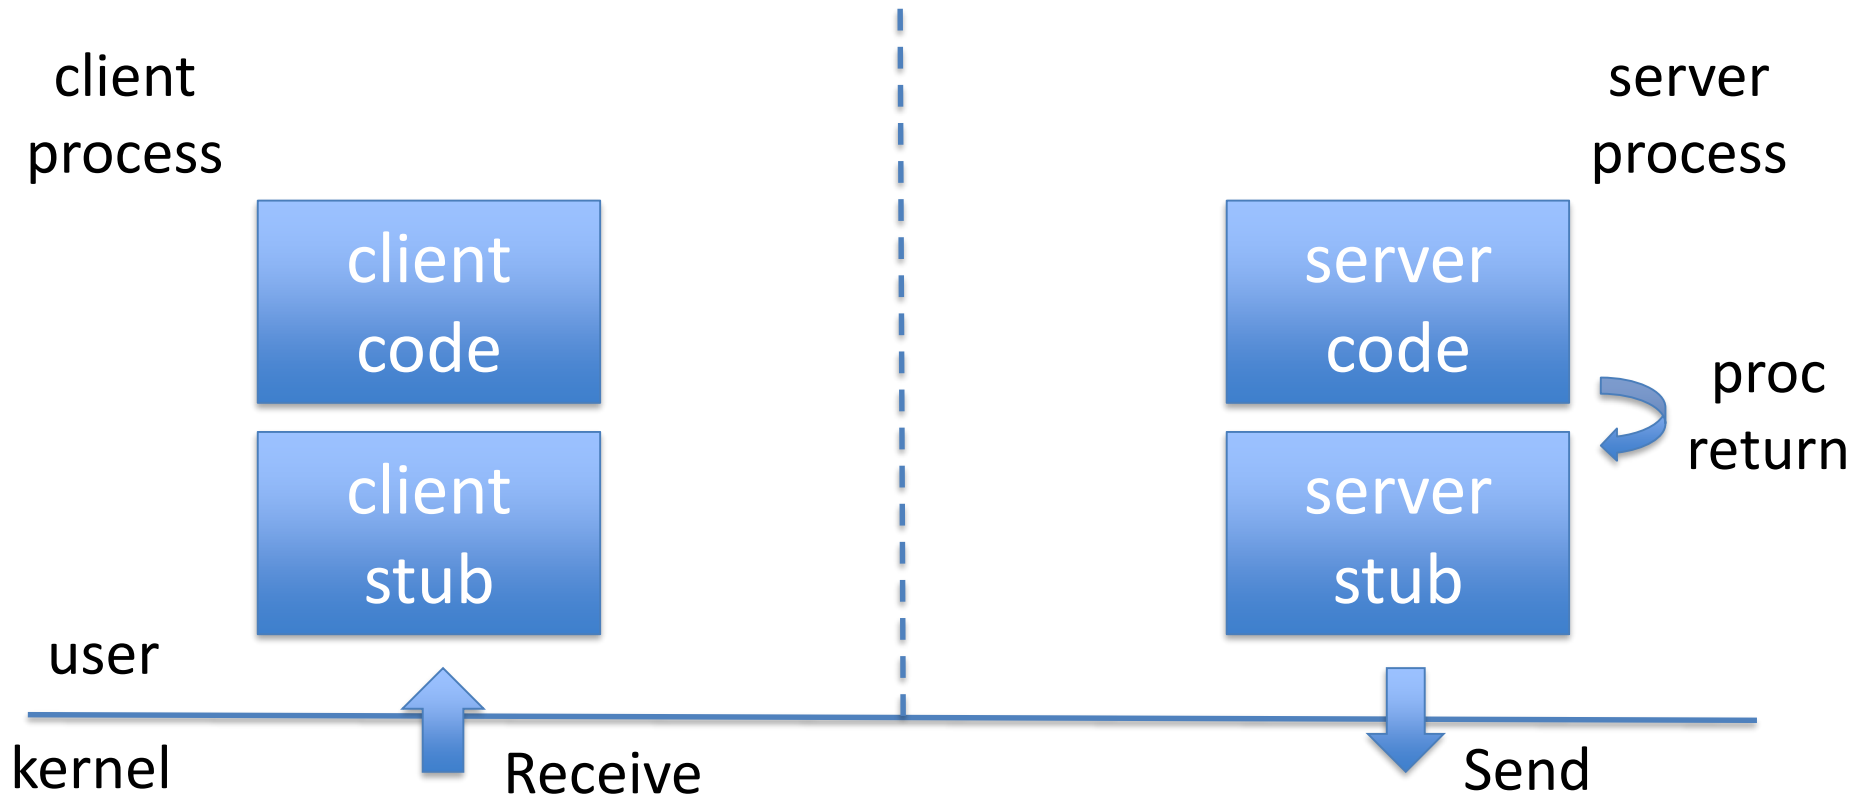 client
process
server
process
client
code
server
code
proc
return
client
stub
server
stub
user
kernel
Receive
Send